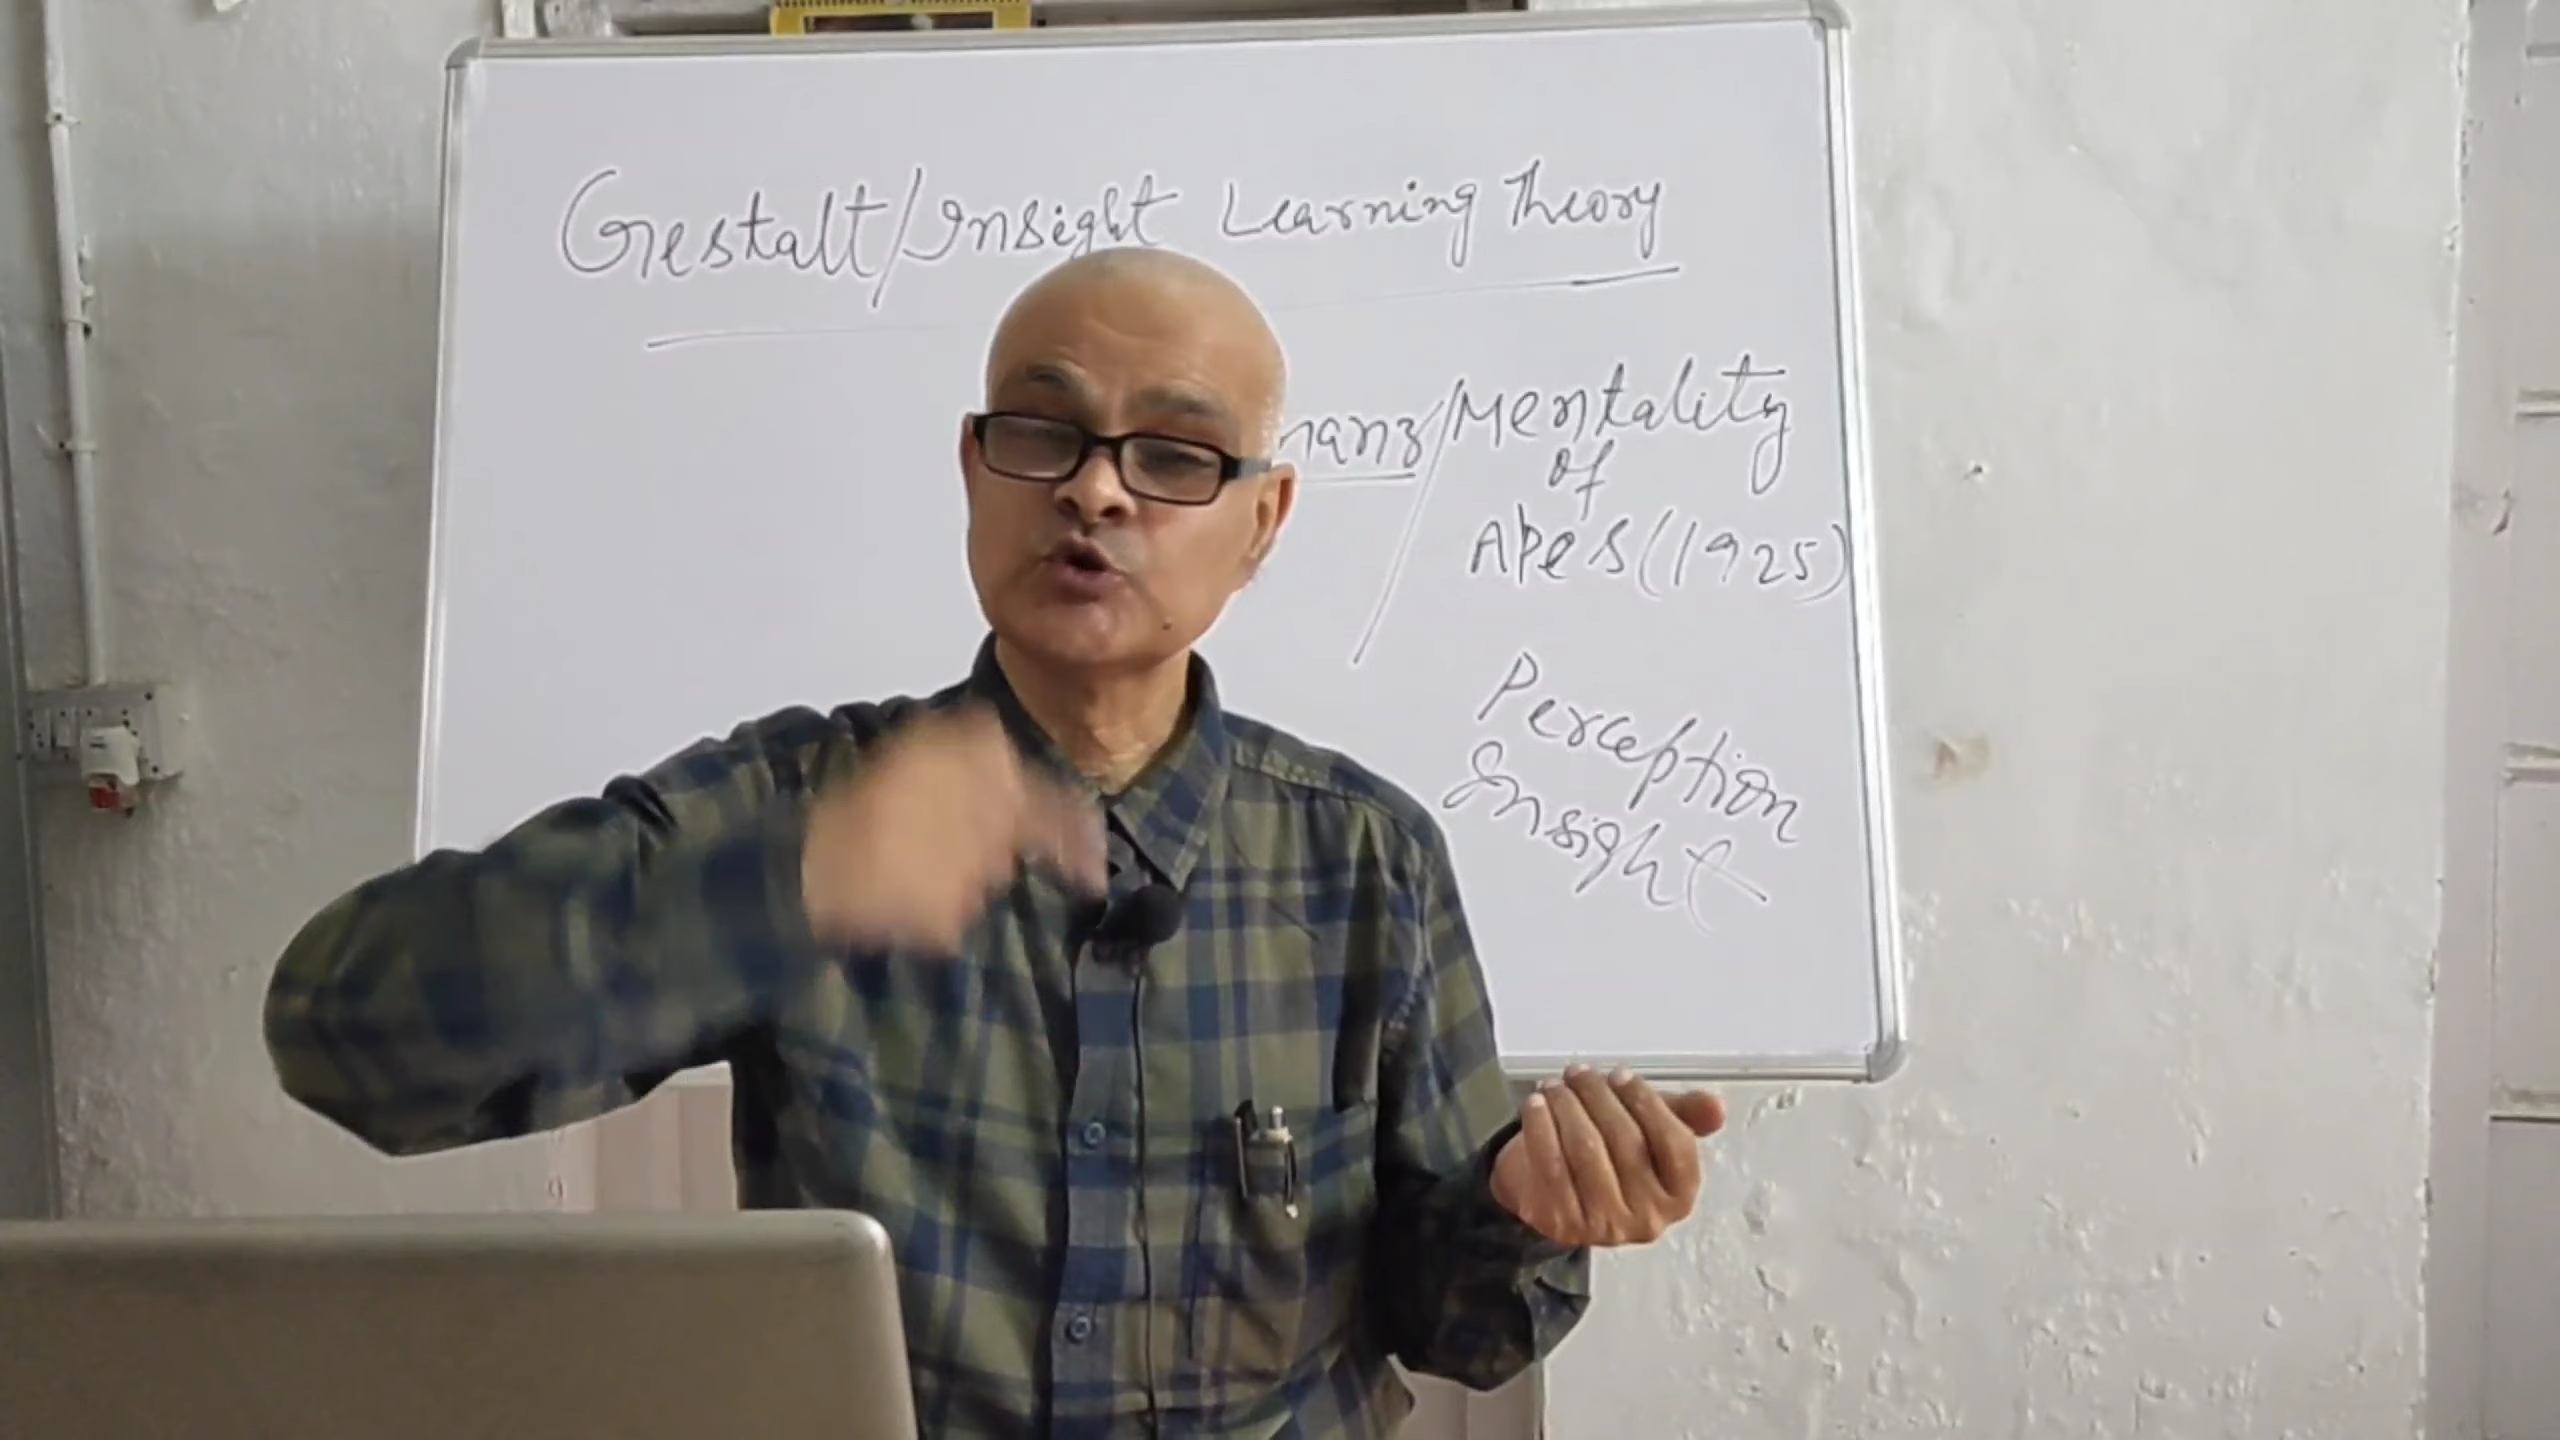 Gestalt/Insight Learning Theory
Mentality
of
Apes (1925)
Perception
Insight